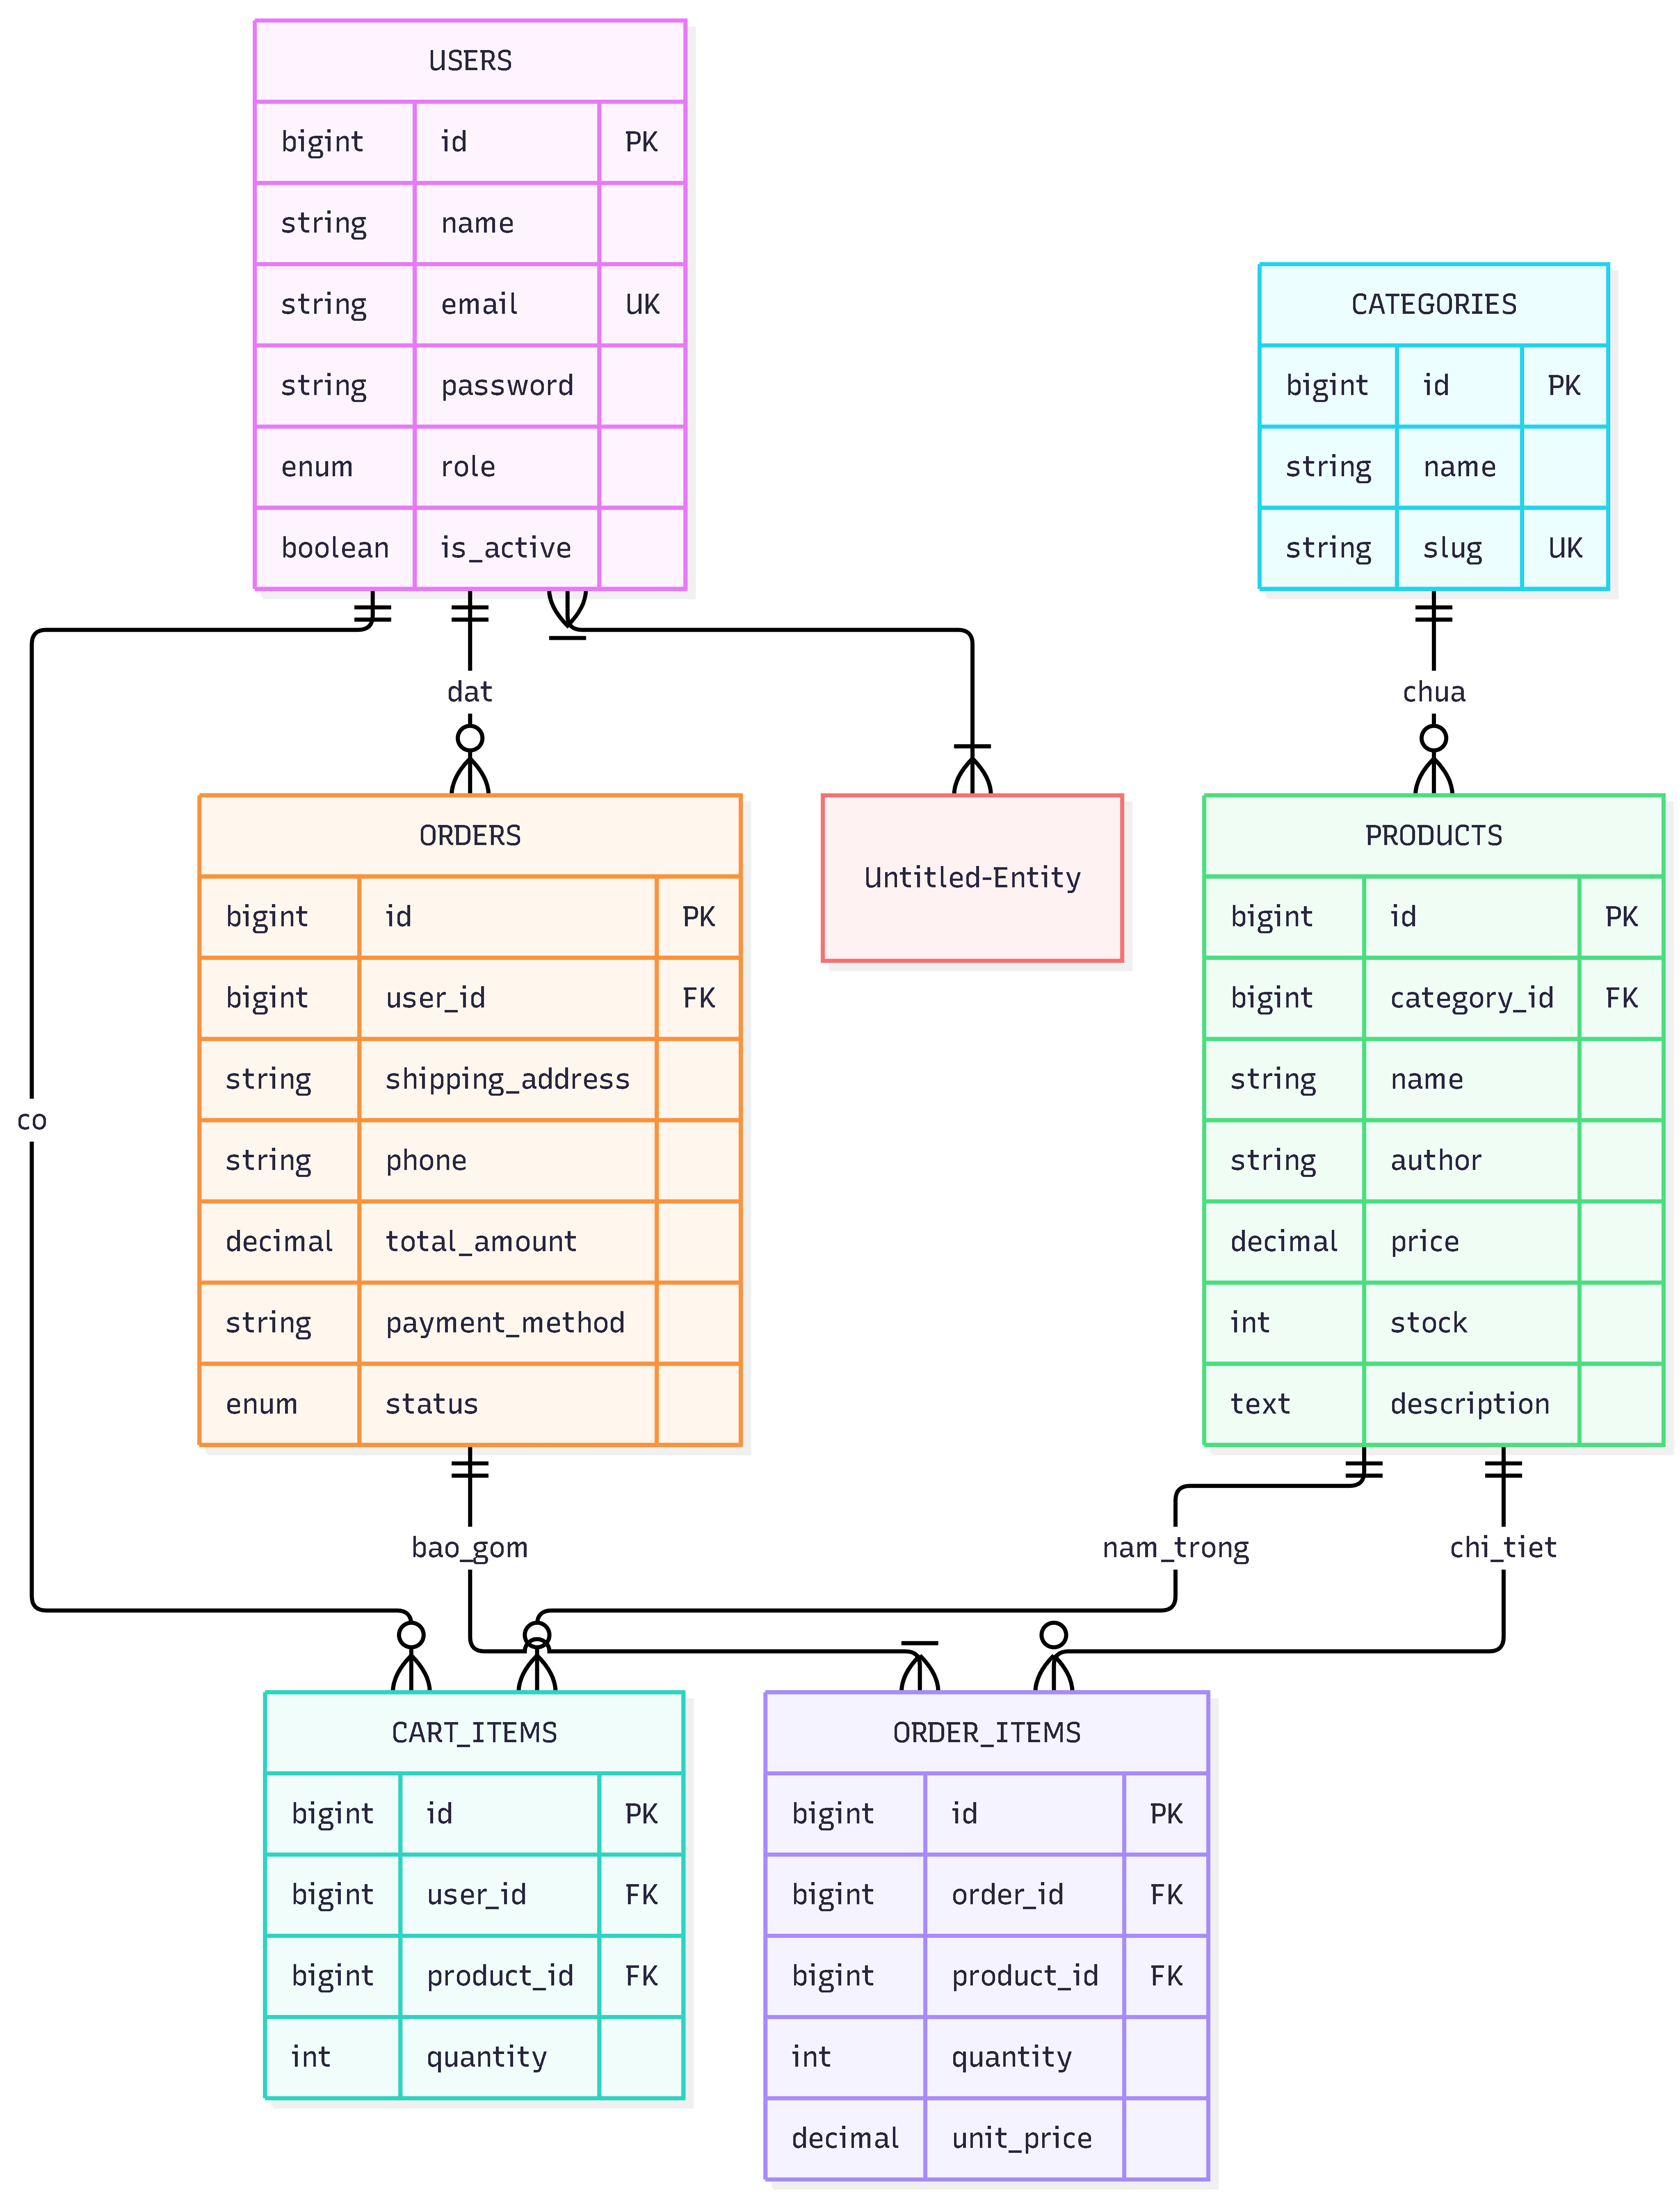 USERS
bigint id PK
string name
string email UK
string password
enum role
boolean is_active
CATEGORIES
bigint id PK
string name
string slug UK
dat
chua
co
ORDERS
bigint id PK
bigint user_id FK
string shipping_address
string phone
decimal total_amount
string payment_method
enum status
Untitled-Entity
PRODUCTS
bigint id PK
bigint category_id FK
string name
string author
decimal price
int stock
text description
bao_gom
nam_trong
chi_tiet
CART_ITEMS
bigint id PK
bigint user_id FK
bigint product_id FK
int quantity
ORDER_ITEMS
bigint id PK
bigint order_id FK
bigint product_id FK
int quantity
decimal unit_price